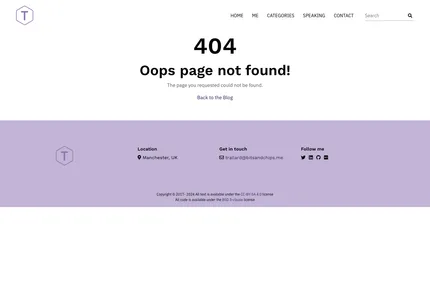 T
HOME ME CATEGORIES SPEAKING CONTACT Search
404
Oops page not found!
The page you requested could not be found.
Back to the Blog
T
Location
Manchester, UK
Get in touch
trallard@bitsandchips.me
Follow me
Copyright © 2017- 2024 All text is available under the CC-BY-SA 4.0 license
All code is available under the BSD-3-clause license